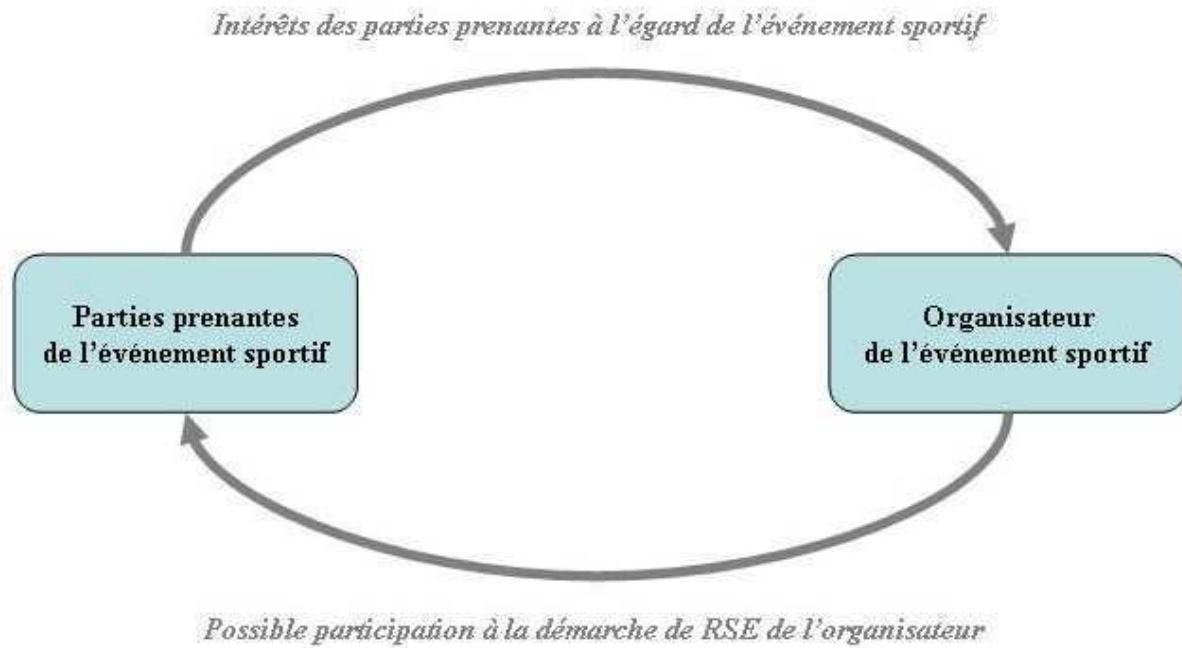 Intérêts des parties prenantes à l'égard de l'événement sportif
Parties prenantes
de l'événement sportif
Organisateur
de l'événement sportif
Possible participation à la démarche de RSE de l'organisateur